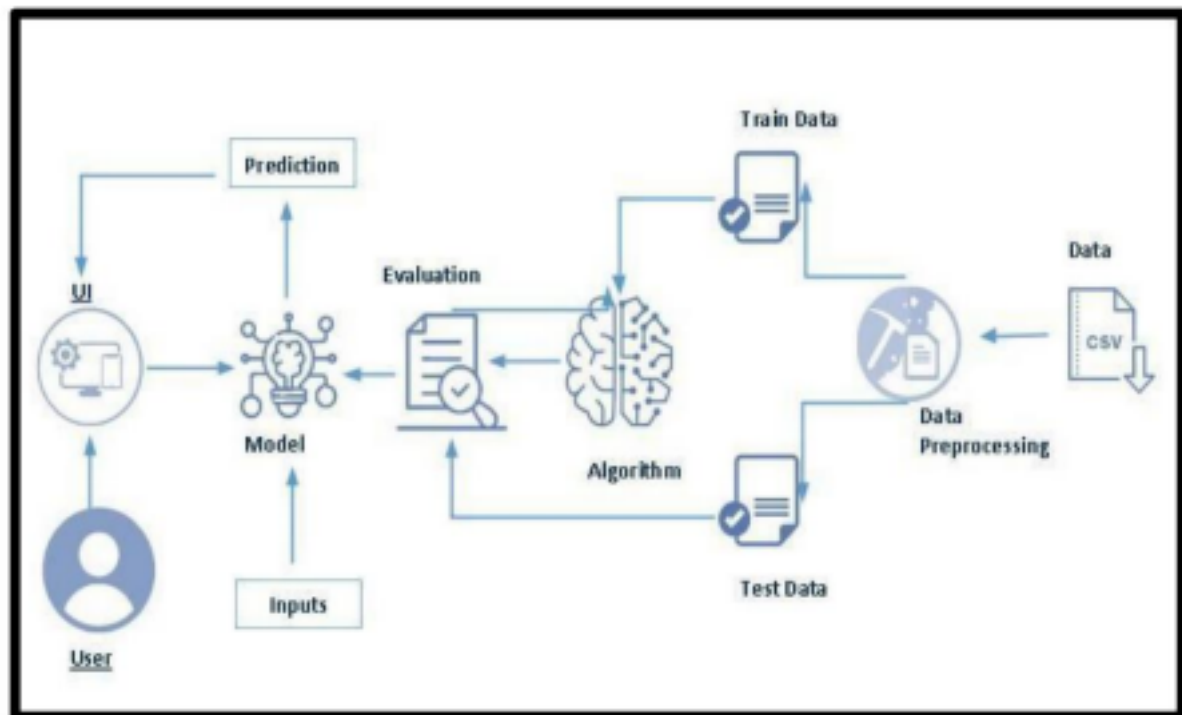 Train Data
Prediction
Data
Evaluation
UI
CSV
Data
Preprocessing
Model
Algorithm
Test Data
Inputs
User